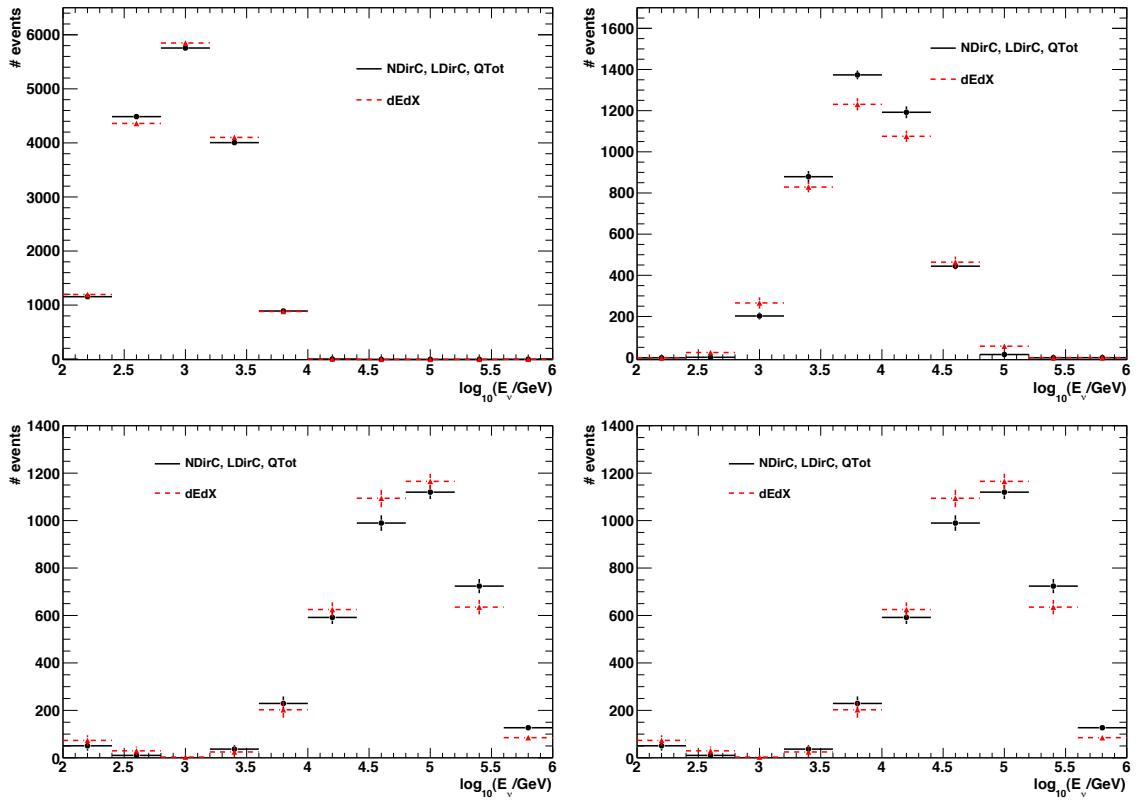 # events
6000
5000
4000
3000
2000
1000
0
NDirC, LDirC, QTot
dEdX
2 2.5 3 3.5 4 4.5 5 5.5 6
log10(Eν/GeV)
# events
1600
1400
1200
1000
800
600
400
200
0
NDirC, LDirC, QTot
dEdX
2 2.5 3 3.5 4 4.5 5 5.5 6
log10(Eν/GeV)
# events
1400
1200
1000
800
600
400
200
0
NDirC, LDirC, QTot
dEdX
2 2.5 3 3.5 4 4.5 5 5.5 6
log10(Eν/GeV)
# events
1400
1200
1000
800
600
400
200
0
NDirC, LDirC, QTot
dEdX
2 2.5 3 3.5 4 4.5 5 5.5 6
log10(Eν/GeV)